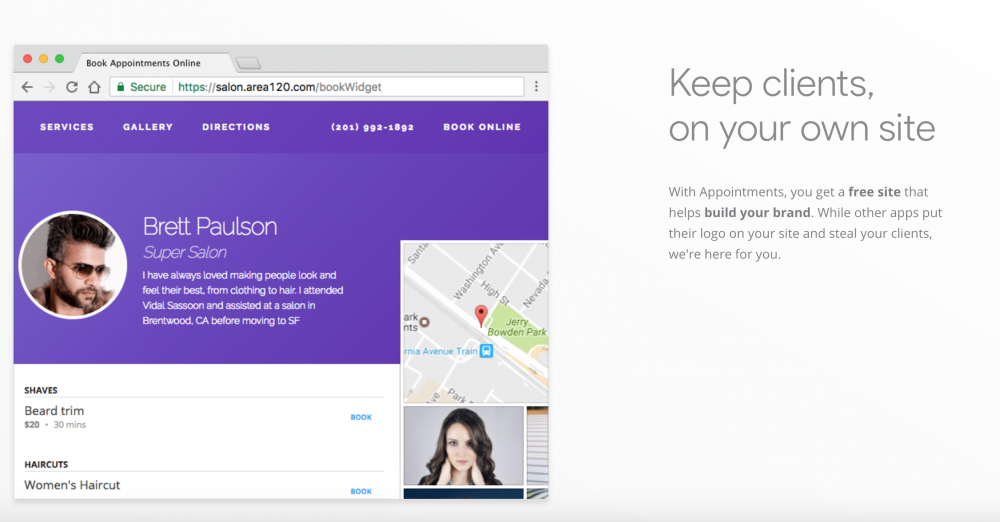 Book Appointments Online
Secure https://salon.area120.com/bookWidget
SERVICES GALLERY DIRECTIONS (201) 992-1892 BOOK ONLINE
Brett Paulson
Super Salon
I have always loved making people look and
feel their best, from clothing to hair. I attended
Vidal Sassoon and assisted at a salon in
Brentwood, CA before moving to SF
Santa
Washington Av
High St
Nevada
ark
nts
Jerry
Bowden Park
rnia Avenue Train
Park
SHAVES
Beard trim
BOOK
$20 • 30 mins
HAIRCUTS
Women's Haircut
BOOK
Keep clients,
on your own site
With Appointments, you get a free site that
helps build your brand. While other apps put
their logo on your site and steal your clients,
we're here for you.